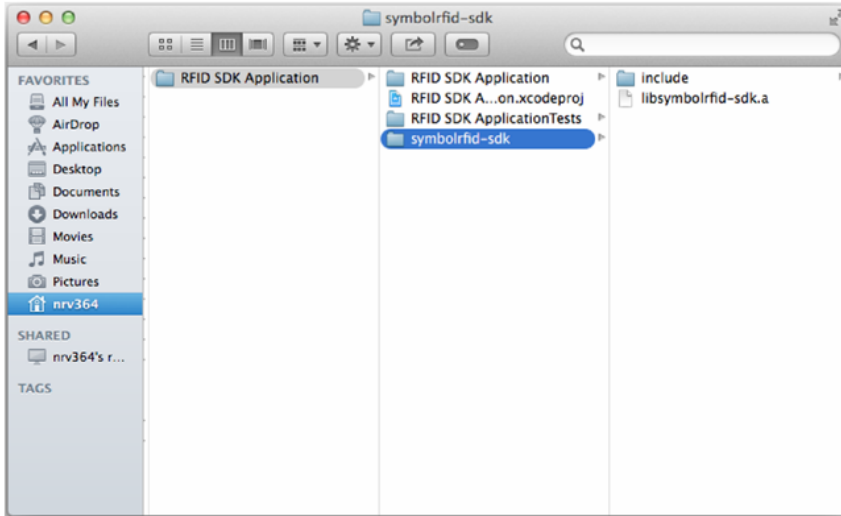 symbolrfid-sdk
FAVORITES
All My Files
AirDrop
Applications
Desktop
Documents
Downloads
Movies
Music
Pictures
nrv364
SHARED
nrv364's r...
TAGS
RFID SDK Application
RFID SDK Application
RFID SDK A...on.xcodeproj
RFID SDK ApplicationTests
symbolrfid-sdk
include
libsymbolrfid-sdk.a